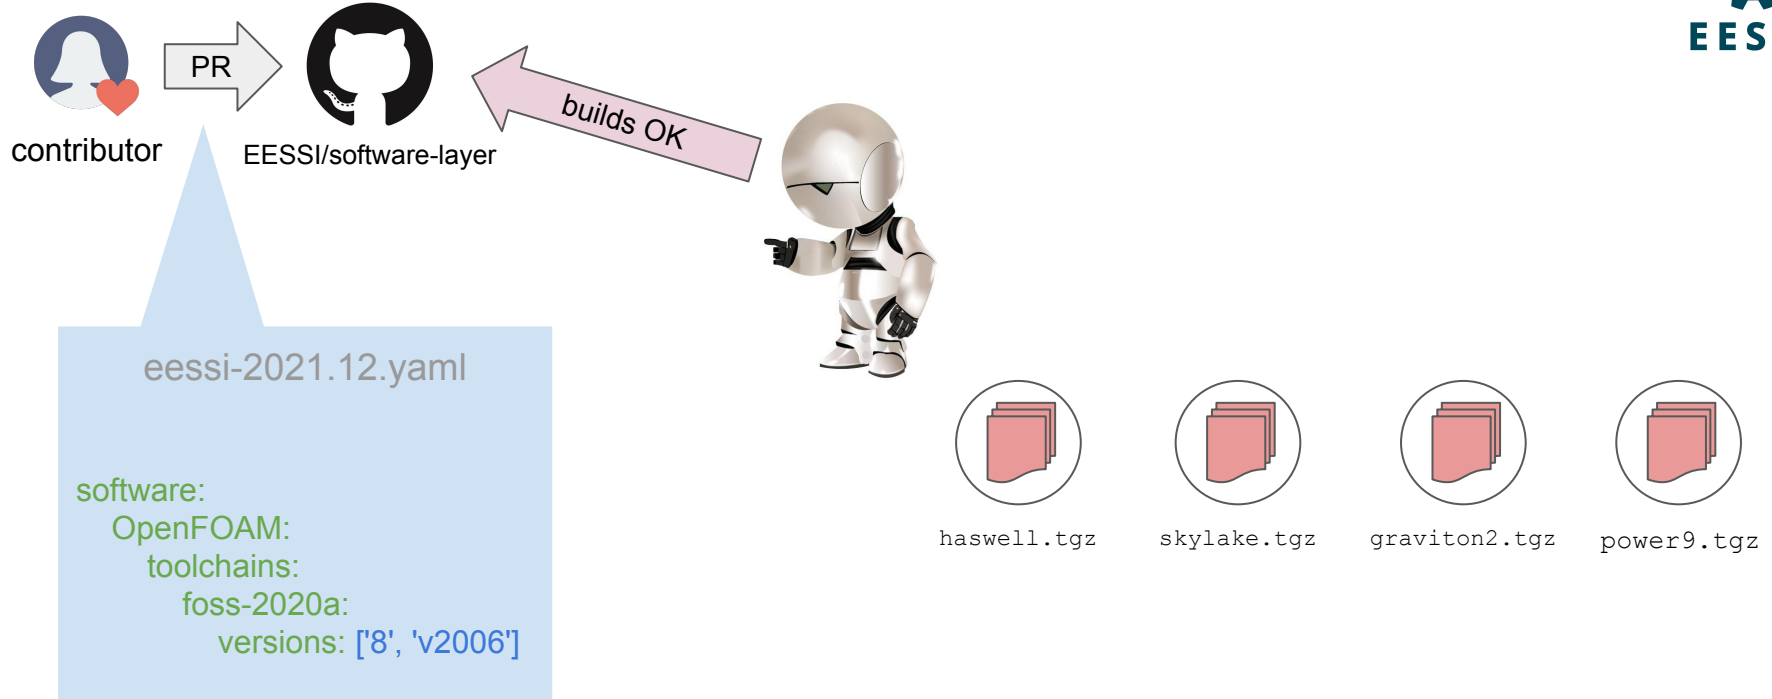 EES
PR
builds OK
contributor
EESSI/software-layer
eessi-2021.12.yaml
software:
OpenFOAM:
toolchains:
foss-2020a:
versions: ['8', 'v2006']
haswell.tgz
skylake.tgz
graviton2.tgz
power9.tgz